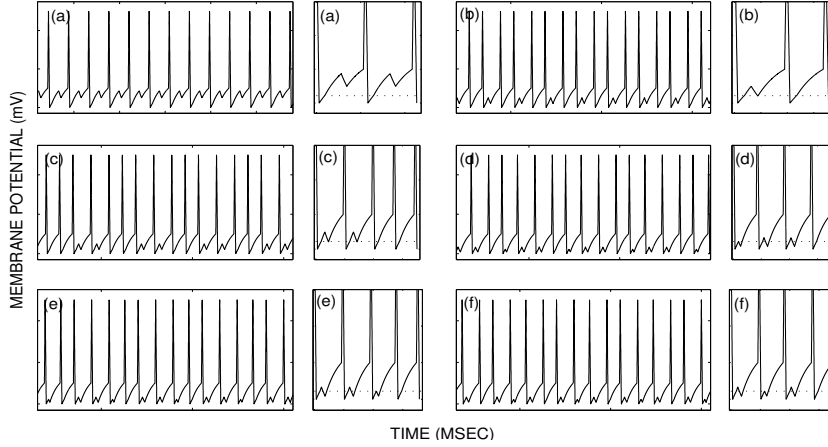 (a)
(a)
(b)
(b)
(c)
(c)
(d)
(d)
(e)
(e)
(f)
(f)
MEMBRANE POTENTIAL (mV)
TIME (MSEC)